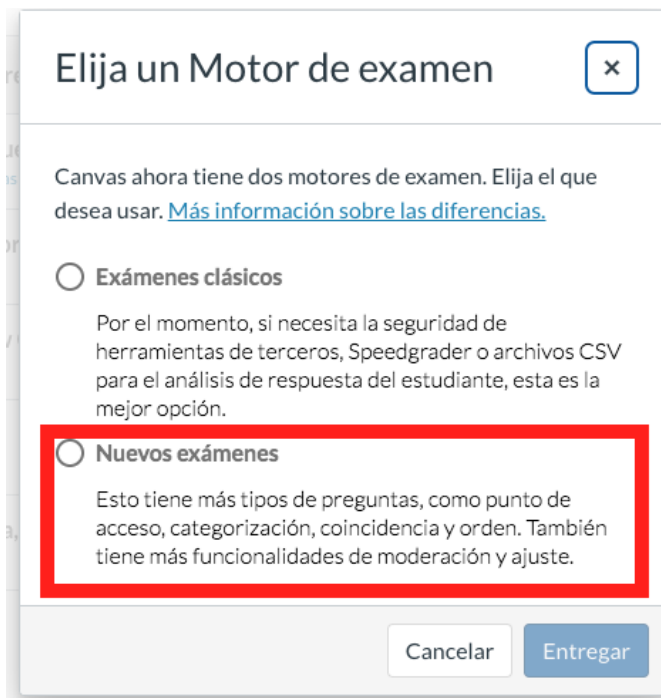 Elija un Motor de examen
×
Canvas ahora tiene dos motores de examen. Elija el que
desea usar. Más información sobre las diferencias.
Exámenes clásicos
Por el momento, si necesita la seguridad de
herramientas de terceros, Speedgrader o archivos CSV
para el análisis de respuesta del estudiante, esta es la
mejor opción.
Nuevos exámenes
Esto tiene más tipos de preguntas, como punto de
acceso, categorización, coincidencia y orden. También
tiene más funcionalidades de moderación y ajuste.
Cancelar Entregar